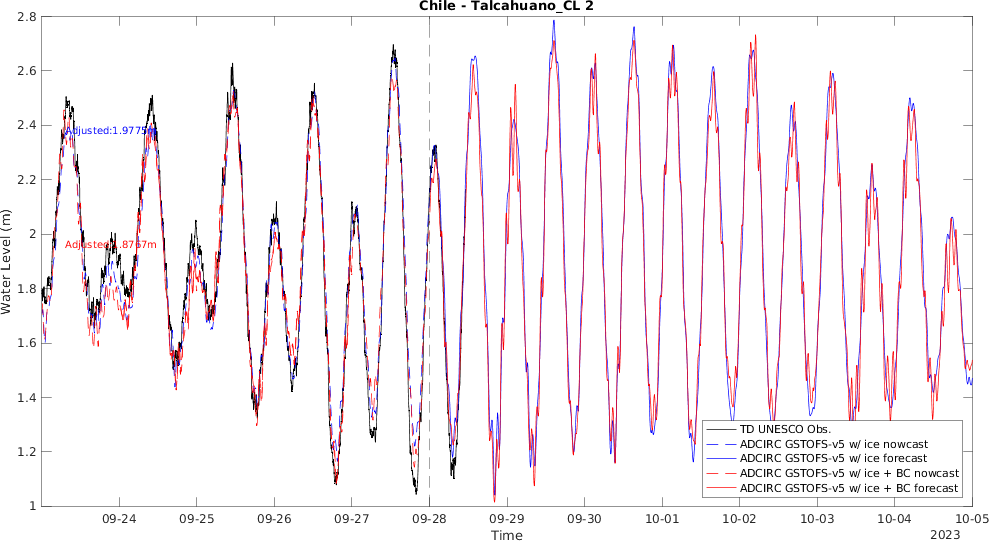 Chile - Talcahuano_CL 2
Water Level (m)
2.8
2.6
2.4
2.2
2
1.8
1.6
1.4
1.2
1
Adjusted:1.9775m
TD UNESCO Obs.
ADCIRC GSTOFS-v5 w/ ice nowcast
ADCIRC GSTOFS-v5 w/ ice forecast
ADCIRC GSTOFS-v5 w/ ice + BC nowcast
ADCIRC GSTOFS-v5 w/ ice + BC forecast
09-24
09-25
09-26
09-27
09-28
09-29
09-30
10-01
10-02
10-03
10-04
10-05
Time
2023